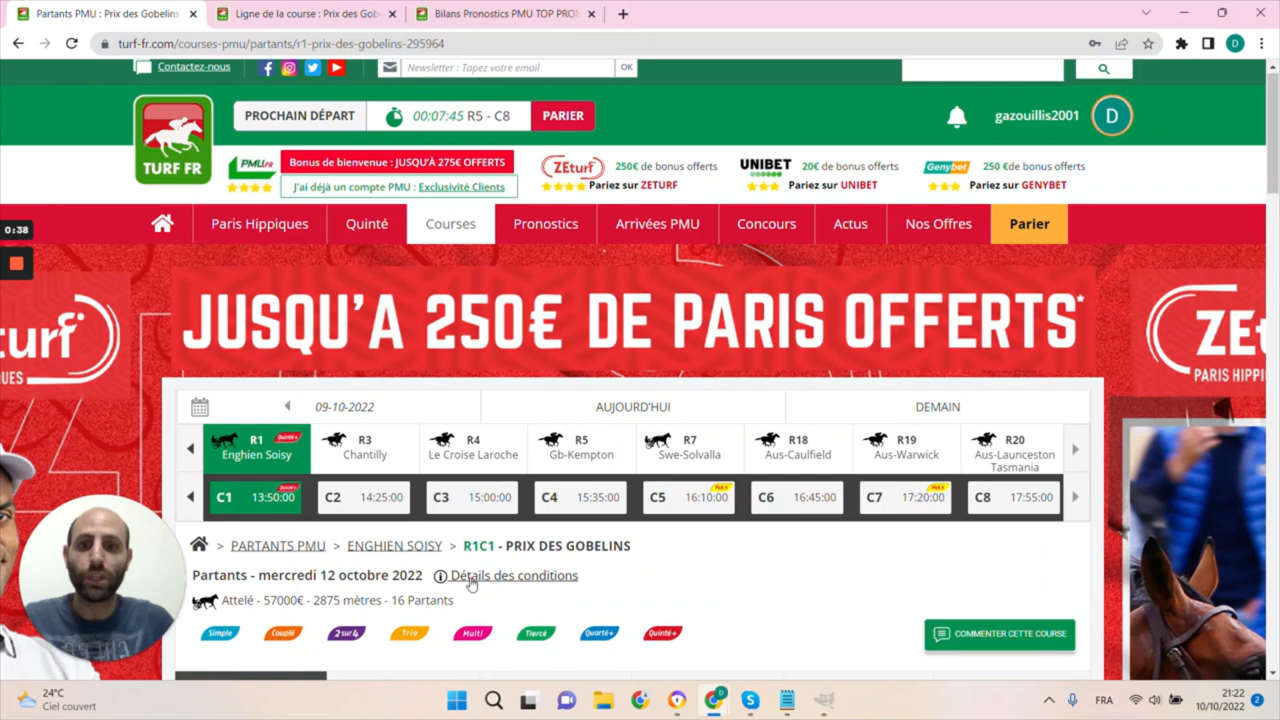 Partants PMU : Prix des Gobelins
Ligne de la course : Prix des Gob
Bilans Pronostics PMU TOP PRON
turf-fr.com/courses-pmu/partants/r1-prix-des-gobelins-295964
Contactez-nous
Newsletter : Tapez votre email
OK
PROCHAIN DÉPART
00:07:45 R5 - C8
PARIER
gazouillis2001
D
TURF FR
PMU.FR
Bonus de bienvenue : JUSQU'À 275€ OFFERTS
J'ai déjà un compte PMU : Exclusivité Clients
ZEturf
250€ de bonus offerts
Pariez sur ZETURF
UNIBET
20€ de bonus offerts
Pariez sur UNIBET
Genybet
250 €de bonus offerts
Pariez sur GENYBET
0:38
Paris Hippiques
Quinté
Courses
Pronostics
Arrivées PMU
Concours
Actus
Nos Offres
Parier
JUSQU'A 250€ DE PARIS OFFERTS*
turf
QUES
ZE
PARIS HIPPI
09-10-2022
AUJOURD'HUI
DEMAIN
R1 Quinté+
Enghien Soisy
R3
Chantilly
R4
Le Croise Laroche
R5
Gb-Kempton
R7
Swe-Solvalla
R18
Aus-Caulfield
R19
Aus-Warwick
R20
Aus-Launceston
Tasmania
C1 13:50:00 Quinté+
C2 14:25:00
C3 15:00:00
C4 15:35:00
C5 16:10:00 Pick 5
C6 16:45:00
C7 17:20:00 Pick 5
C8 17:55:00
> PARTANTS PMU > ENGHIEN SOISY > R1C1 - PRIX DES GOBELINS
Partants - mercredi 12 octobre 2022 Détails des conditions
Attelé - 57000€ - 2875 mètres - 16 Partants
Simple
Couplé
2sur4
Trio
Multi
Tiercé
Quarté+
Quinté+
COMMENTER CETTE COURSE
24°C
Ciel couvert
FRA
21:22
10/10/2022
2